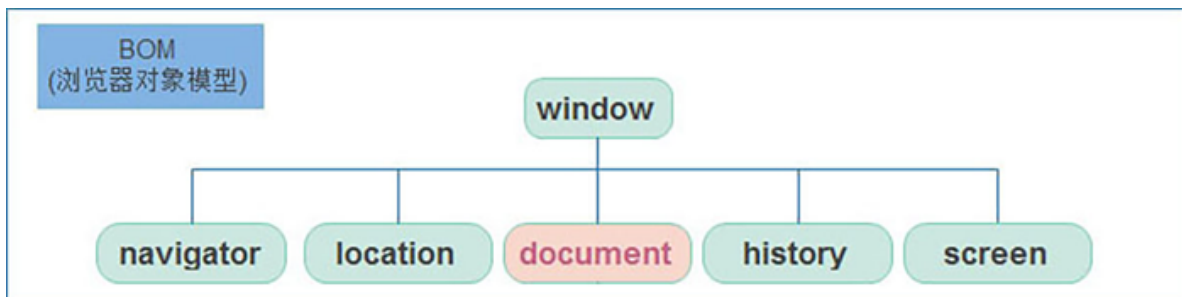 BOM
(浏览器对象模型)
window
navigator
location
document
history
screen